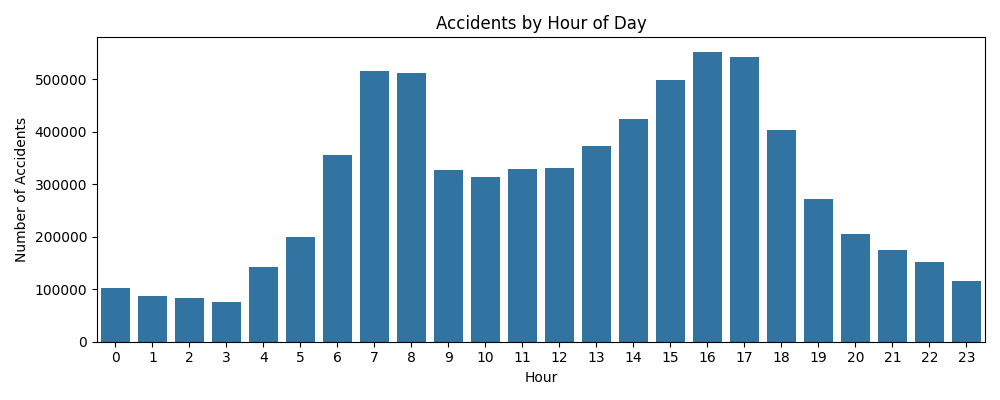 Accidents by Hour of Day
Number of Accidents
500000
400000
300000
200000
100000
0
0 1 2 3 4 5 6 7 8 9 10 11 12 13 14 15 16 17 18 19 20 21 22 23
Hour